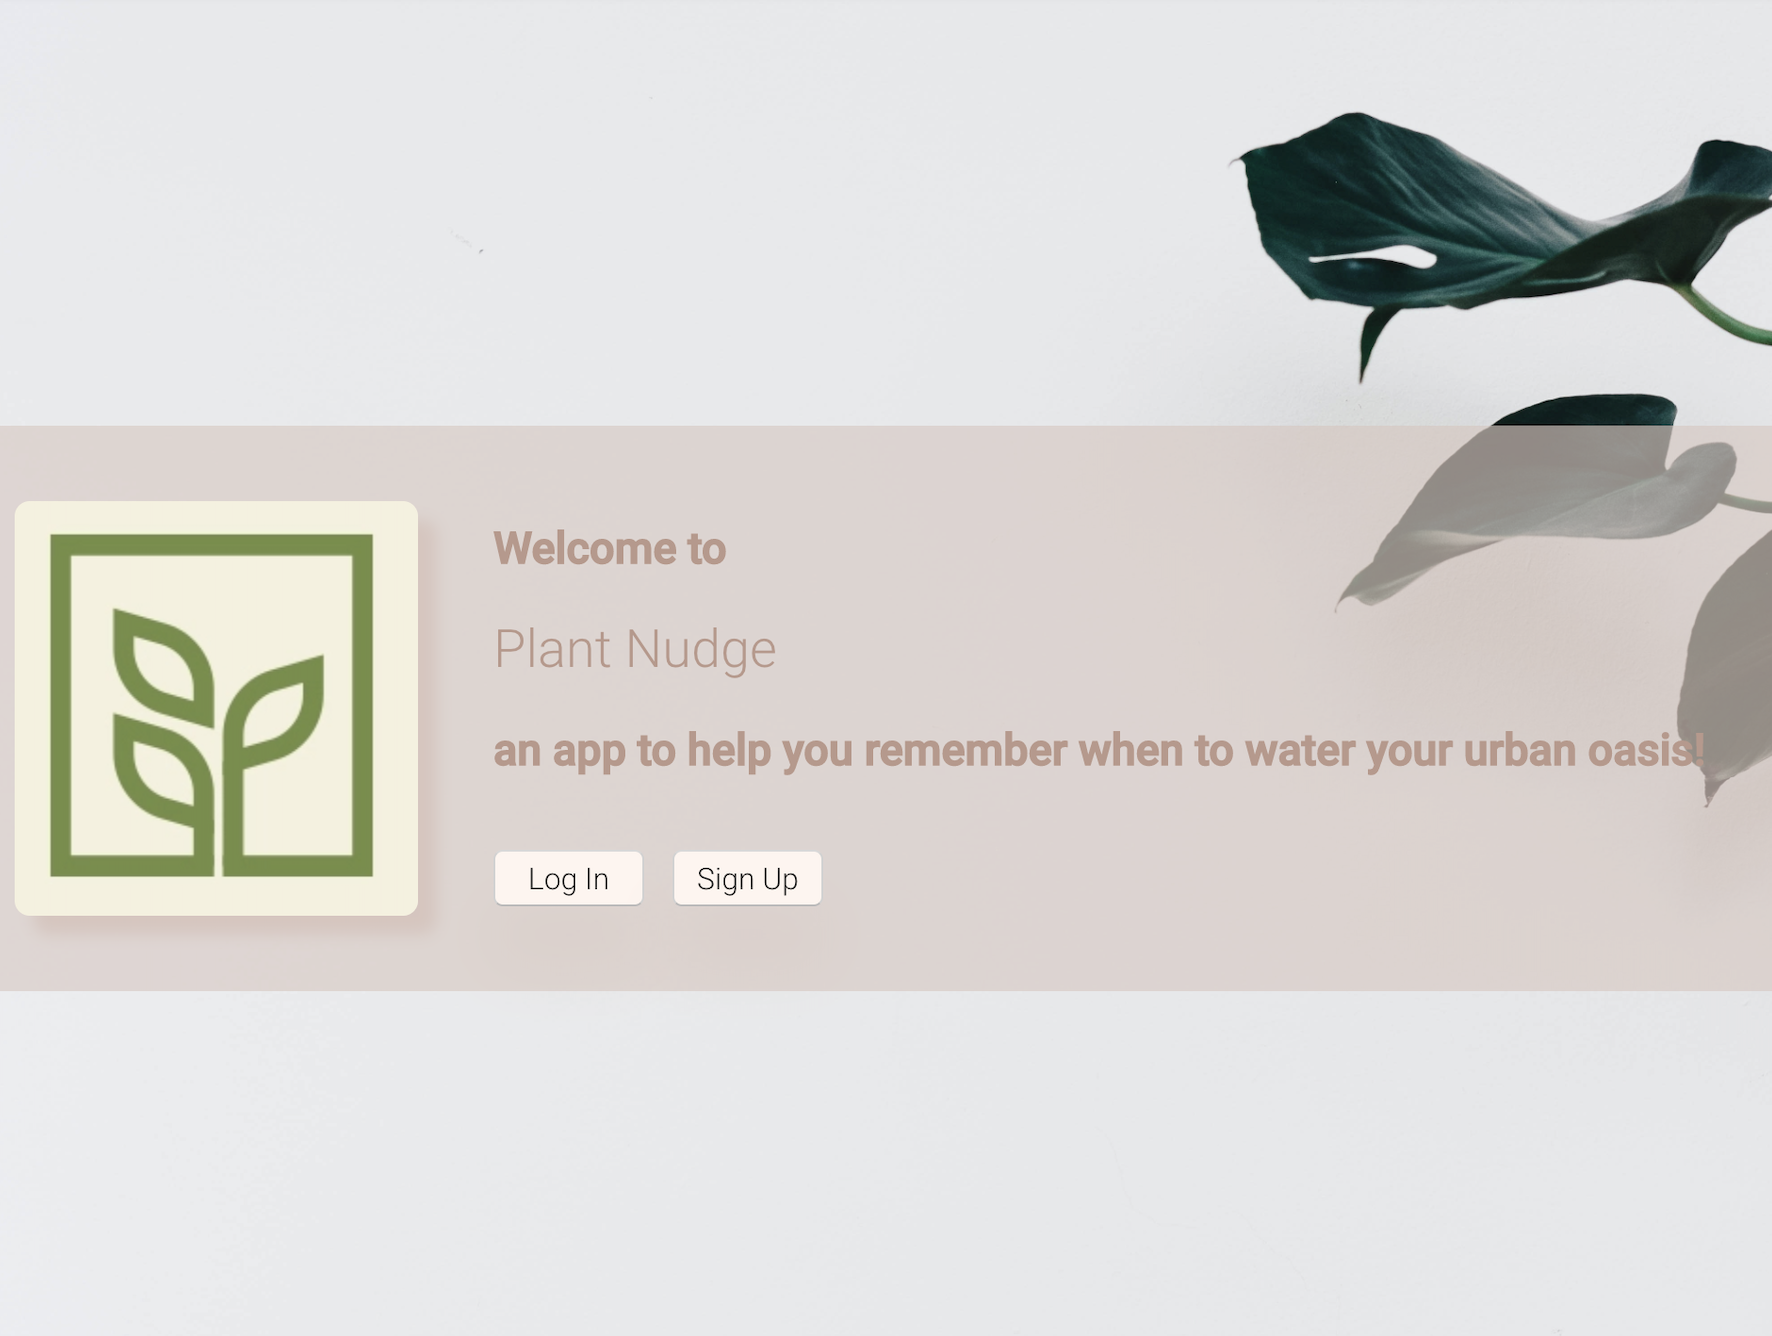 Welcome to
Plant Nudge
an app to help you remember when to water your urban oasis!
Log In
Sign Up